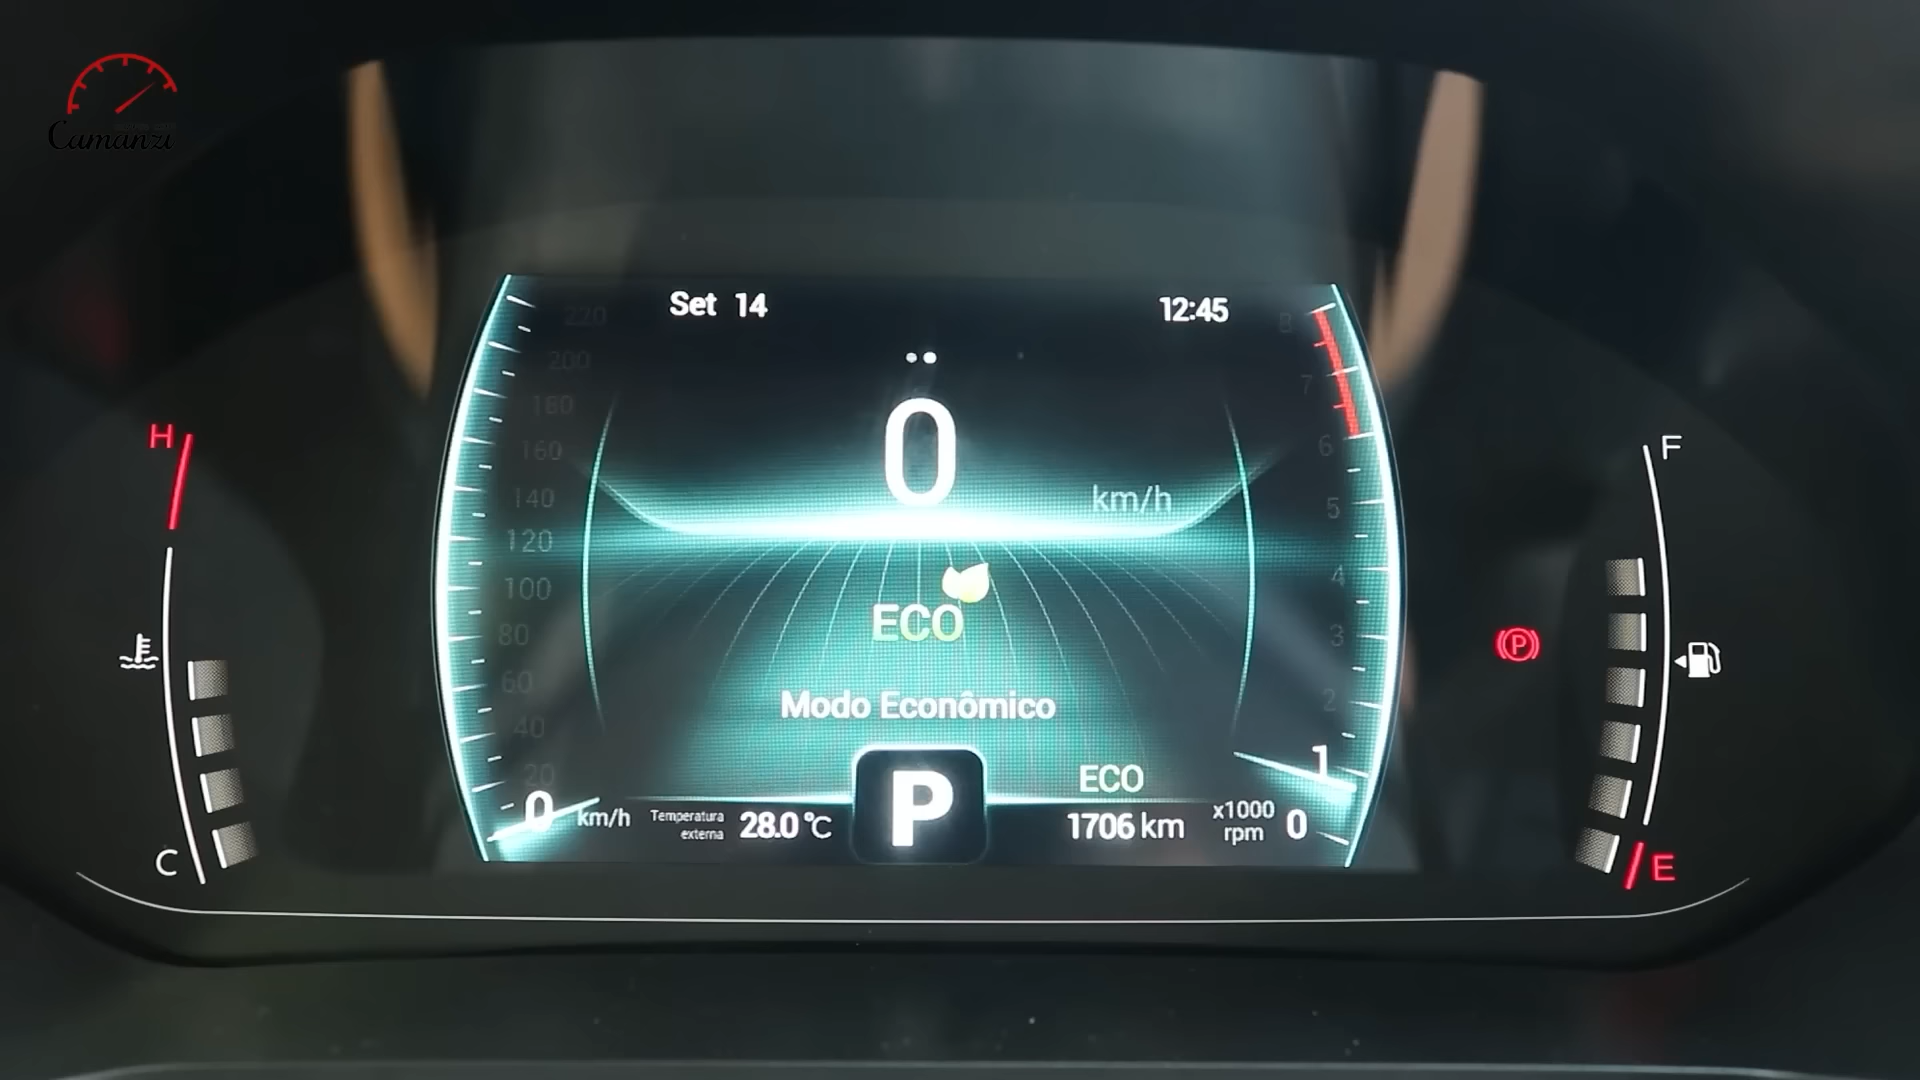 Camanzi
Set 14
12:45
220
8
200
7
0
180
H
160
6
F
140
km/h
5
120
100
4
ECO
80
3
P
60
2
Modo Econômico
40
1
20
ECO
0 km/h
Temperatura externa
28.0 °C
P
1706 km
x1000 rpm
0
C
E